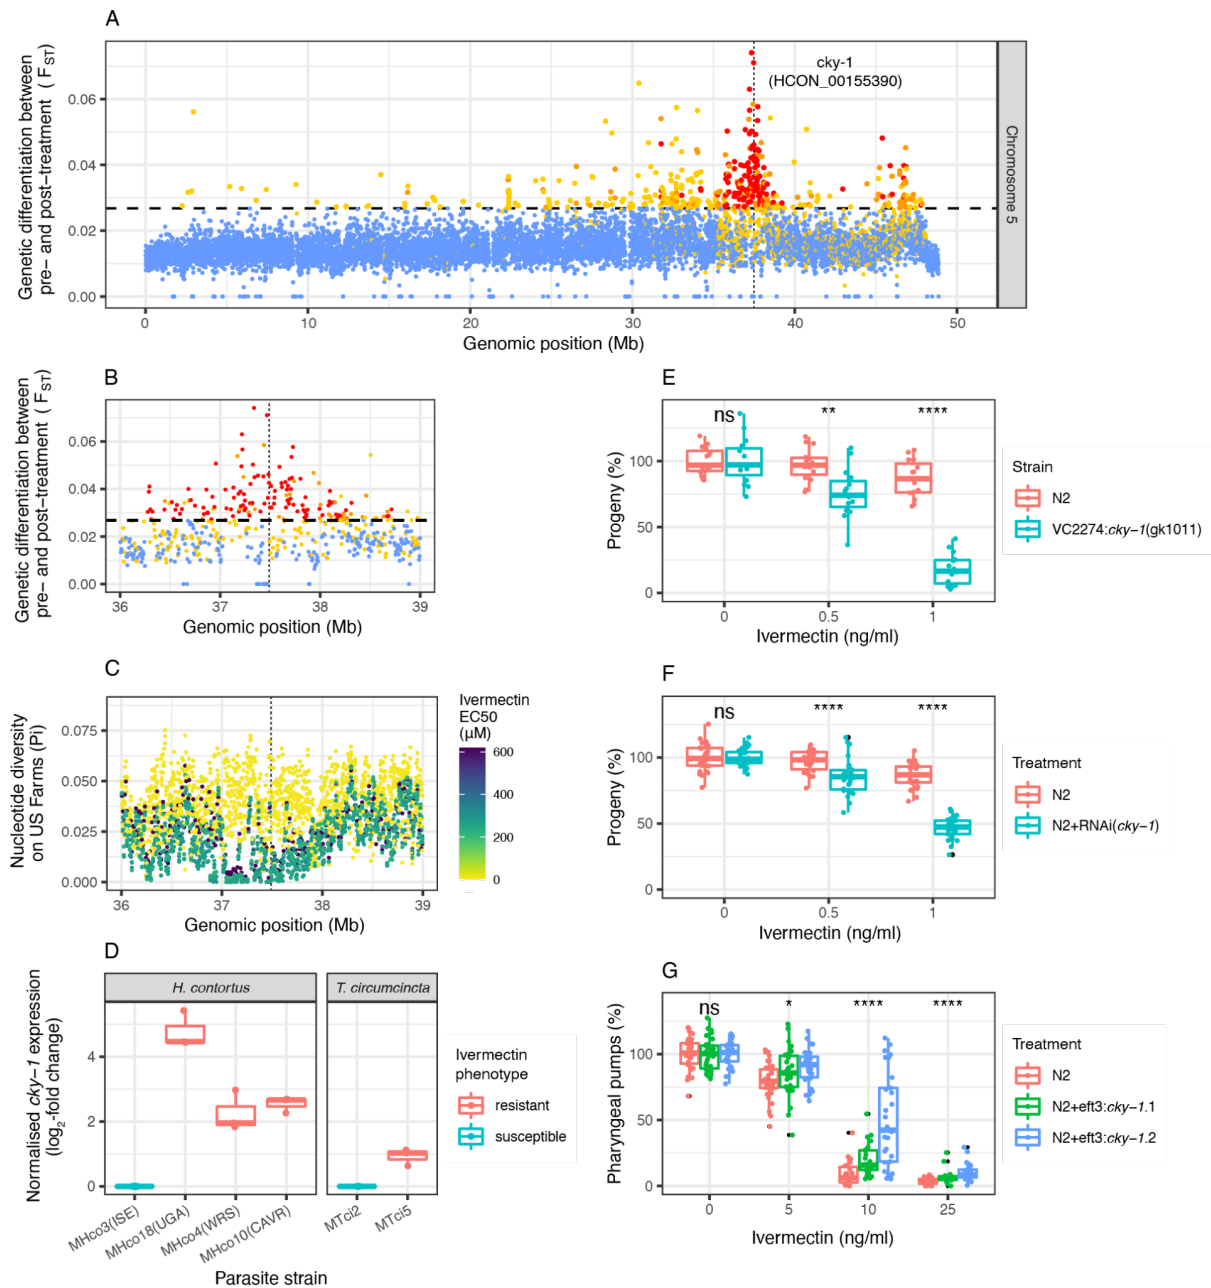 A
Genetic differentiation between
pre− and post−treatment ( FST)
0.06
0.04
0.02
0.00
cky-1
(HCON_00155390)
Chromosome 5
0
10
20
30
40
50
Genomic position (Mb)
B
Genetic differentiation between
pre− and post−treatment ( FST)
0.06
0.04
0.02
0.00
36
37
38
39
Genomic position (Mb)
C
Nucleotide diversity
on US Farms (Pi)
0.075
0.050
0.025
0.000
36
37
38
39
Genomic position (Mb)
Ivermectin
EC50
(μM)
600
400
200
0
D
Normalised cky-1 expression
(log2-fold change)
H. contortus
T. circumcincta
4
2
0
MHco3(ISE)
MHco18(UGA)
MHco4(WRS)
MHco10(CAVR)
MTci2
MTci5
Parasite strain
Ivermectin
phenotype
resistant
susceptible
E
Progeny (%)
100
50
0
ns
**
****
0
0.5
1
Ivermectin (ng/ml)
Strain
N2
VC2274:cky−1(gk1011)
F
Progeny (%)
100
50
0
ns
****
****
0
0.5
1
Ivermectin (ng/ml)
Treatment
N2
N2+RNAi(cky−1)
G
Pharyngeal pumps (%)
100
50
0
ns
*
****
****
0
5
10
25
Ivermectin (ng/ml)
Treatment
N2
N2+eft3:cky−1.1
N2+eft3:cky−1.2